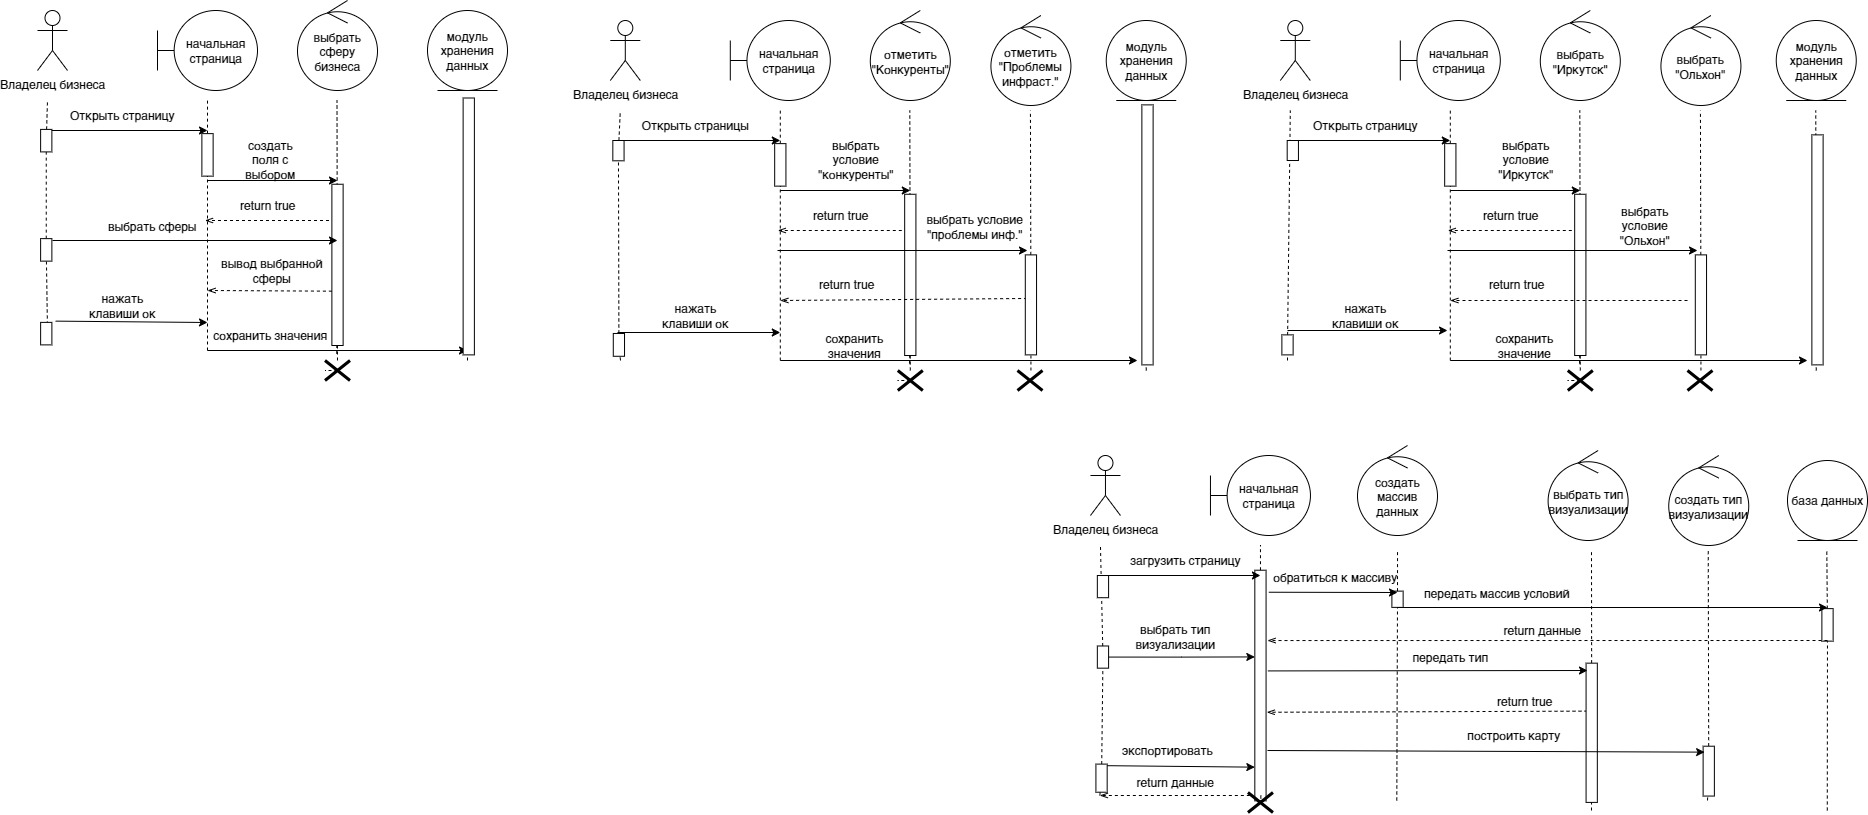 Владелец бизнеса
начальная
страница
выбрать
сферу
бизнеса
модуль
хранения
данных
Открыть страницу
создать
поля с
выбором
return true
выбрать сферы
вывод выбранной
сферы
нажать
клавиши ок
сохранить значения
Владелец бизнеса
начальная
страница
отметить
"Конкуренты"
отметить
"Проблемы
инфраст."
модуль
хранения
данных
Открыть страницы
выбрать
условие
"конкуренты"
return true
выбрать условие
"проблемы инф."
return true
нажать
клавиши ок
сохранить
значения
Владелец бизнеса
начальная
страница
выбрать
"Иркутск"
выбрать
"Ольхон"
модуль
хранения
данных
Открыть страницу
выбрать
условие
"Иркутск"
return true
выбрать
условие
"Ольхон"
return true
нажать
клавиши ок
сохранить
значение
Владелец бизнеса
начальная
страница
создать
массив
данных
выбрать тип
визуализации
создать тип
визуализации
база данных
загрузить страницу
обратиться к массиву
передать массив условий
return данные
выбрать тип
визуализации
передать тип
return true
построить карту
экспортировать
return данные